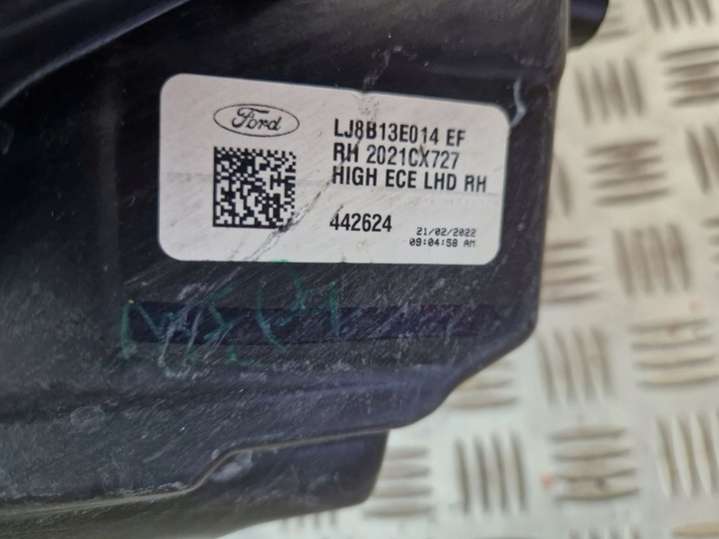 Ford
LJ8B13E014 EF
RH 2021CX727
HIGH ECE LHD RH
442624
21/02/2022
09:04:58 AM